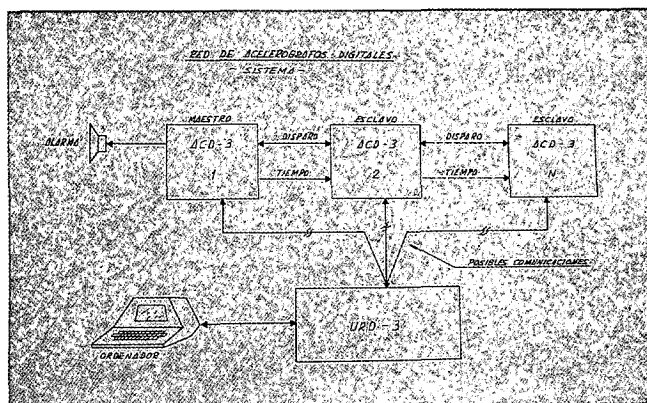 RED DE ACELEROGRAFOS DIGITALES
- SISTEMA -
MAESTRO
ESCLAVO
ESCLAVO
ALARMA
ACD-3
1
DISPARO
TIEMPO
ACD-3
2
DISPARO
TIEMPO
ACD-3
N
POSIBLES COMUNICACIONES
URD-3
ORDENADOR